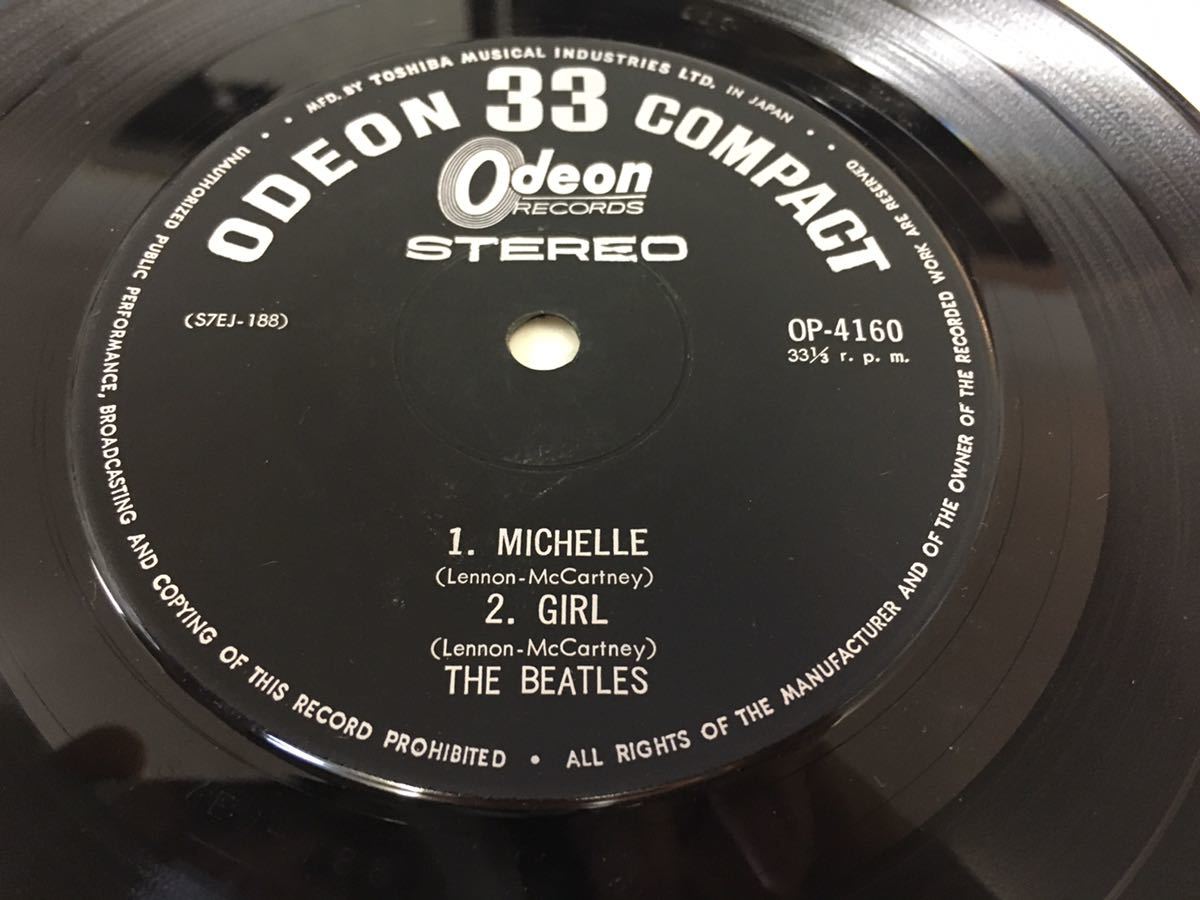 MFD. BY TOSHIBA MUSICAL INDUSTRIES LTD. IN JAPAN
ODEON 33 COMPACT
Odeon
RECORDS
STEREO
(S7EJ-188)
OP-4160
33⅓ r. p. m.
1. MICHELLE
(Lennon-McCartney)
2. GIRL
(Lennon-McCartney)
THE BEATLES
UNAUTHORIZED PUBLIC PERFORMANCE, BROADCASTING AND COPYING OF THIS RECORD PROHIBITED • ALL RIGHTS OF THE MANUFACTURER AND OF THE OWNER OF THE RECORDED WORK ARE RESERVED